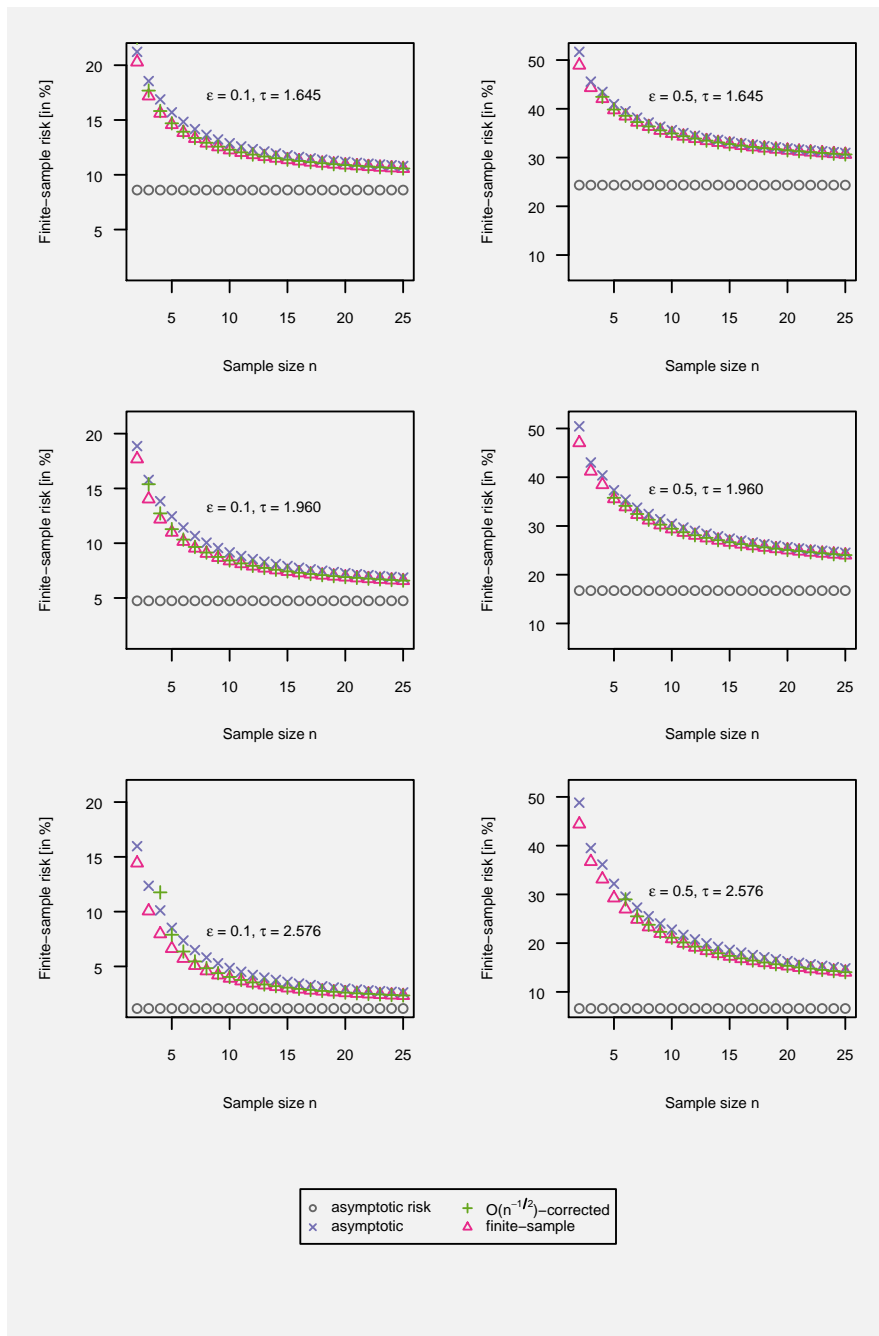 Finite−sample risk [in %]
20
15
10
5
ε = 0.1, τ = 1.645
5 10 15 20 25
Sample size n
Finite−sample risk [in %]
50
40
30
20
10
ε = 0.5, τ = 1.645
5 10 15 20 25
Sample size n
Finite−sample risk [in %]
20
15
10
5
ε = 0.1, τ = 1.960
5 10 15 20 25
Sample size n
Finite−sample risk [in %]
50
40
30
20
10
ε = 0.5, τ = 1.960
5 10 15 20 25
Sample size n
Finite−sample risk [in %]
20
15
10
5
ε = 0.1, τ = 2.576
5 10 15 20 25
Sample size n
Finite−sample risk [in %]
50
40
30
20
10
ε = 0.5, τ = 2.576
5 10 15 20 25
Sample size n
asymptotic risk
asymptotic
O(n⁻¹ᐟ²)−corrected
finite−sample